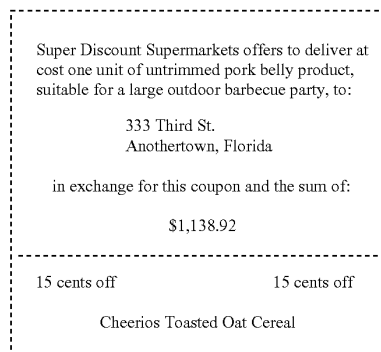 Super Discount Supermarkets offers to deliver at
cost one unit of untrimmed pork belly product,
suitable for a large outdoor barbecue party, to:
333 Third St.
Anothertown, Florida
in exchange for this coupon and the sum of:
$1,138.92
15 cents off 15 cents off
Cheerios Toasted Oat Cereal